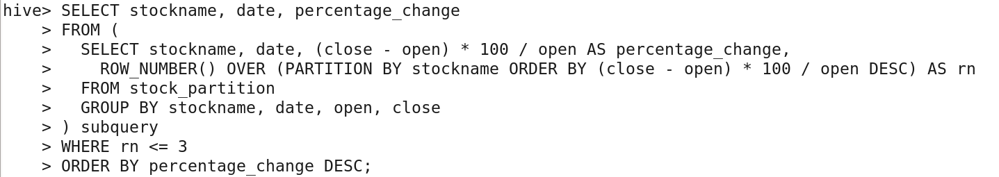 hive> SELECT stockname, date, percentage_change
    > FROM (
    >   SELECT stockname, date, (close - open) * 100 / open AS percentage_change,
    >     ROW_NUMBER() OVER (PARTITION BY stockname ORDER BY (close - open) * 100 / open DESC) AS rn
    >   FROM stock_partition
    >   GROUP BY stockname, date, open, close
    > ) subquery
    > WHERE rn <= 3
    > ORDER BY percentage_change DESC;